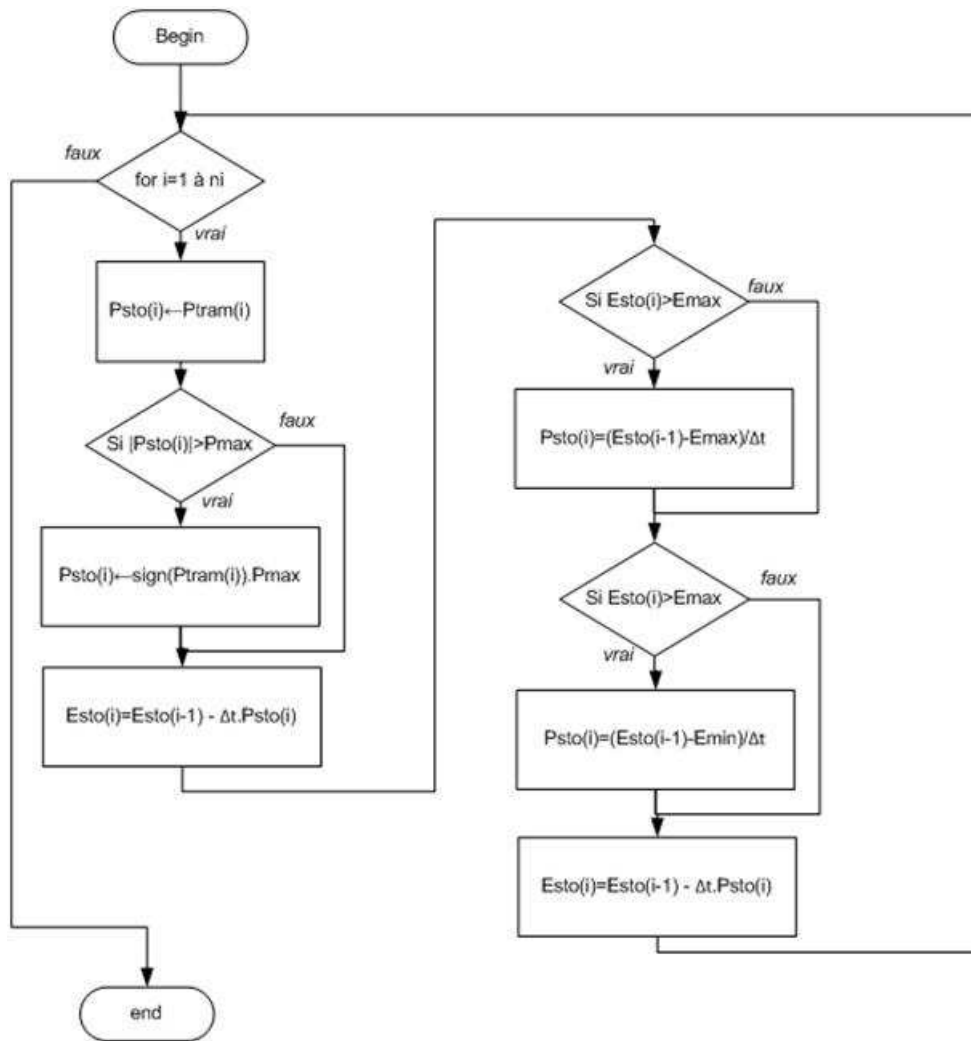 Begin
faux
for i=1 à ni
vrai
Psto(i)←Ptram(i)
faux
Si |Psto(i)|>Pmax
vrai
Psto(i)←sign(Ptram(i)).Pmax
Esto(i)=Esto(i-1) - Δt.Psto(i)
Si Esto(i)>Emax
faux
vrai
Psto(i)=(Esto(i-1)-Emax)/Δt
Si Esto(i)>Emax
faux
vrai
Psto(i)=(Esto(i-1)-Emin)/Δt
Esto(i)=Esto(i-1) - Δt.Psto(i)
end